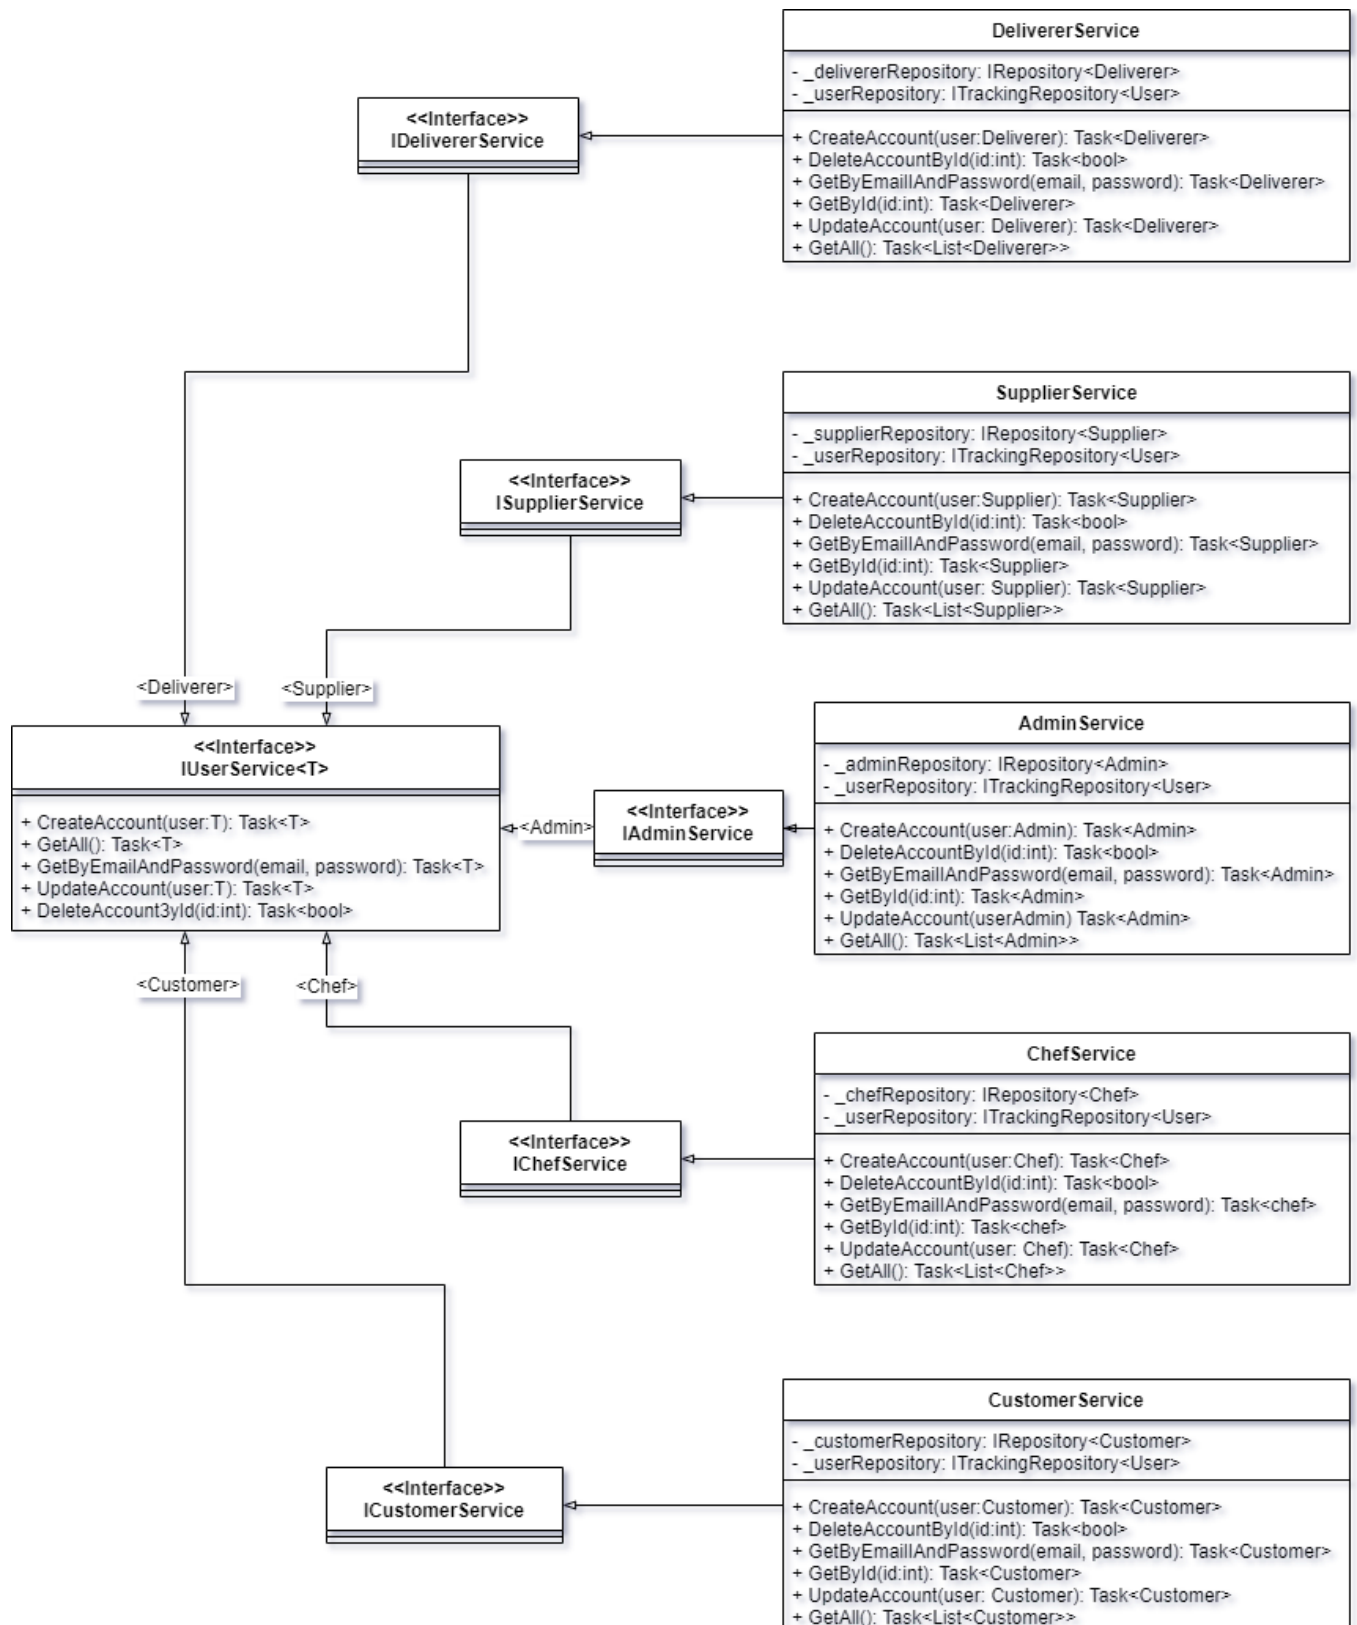 DelivererService
- _delivererRepository: IRepository<Deliverer>
- _userRepository: ITrackingRepository<User>
+ CreateAccount(user:Deliverer): Task<Deliverer>
+ DeleteAccountById(id:int): Task<bool>
+ GetByEmailIAndPassword(email, password): Task<Deliverer>
+ GetById(id:int): Task<Deliverer>
+ UpdateAccount(user: Deliverer): Task<Deliverer>
+ GetAll(): Task<List<Deliverer>>
<<Interface>>
IDelivererService
SupplierService
- _supplierRepository: IRepository<Supplier>
- _userRepository: ITrackingRepository<User>
+ CreateAccount(user:Supplier): Task<Supplier>
+ DeleteAccountById(id:int): Task<bool>
+ GetByEmailIAndPassword(email, password): Task<Supplier>
+ GetById(id:int): Task<Supplier>
+ UpdateAccount(user: Supplier): Task<Supplier>
+ GetAll(): Task<List<Supplier>>
<<Interface>>
ISupplierService
<Deliverer>
<Supplier>
<<Interface>>
IUserService<T>
+ CreateAccount(user:T): Task<T>
+ GetAll(): Task<T>
+ GetByEmailAndPassword(email, password): Task<T>
+ UpdateAccount(user:T): Task<T>
+ DeleteAccount3yId(id:int): Task<bool>
<Admin>
<<Interface>>
IAdminService
AdminService
- _adminRepository: IRepository<Admin>
- _userRepository: ITrackingRepository<User>
+ CreateAccount(user:Admin): Task<Admin>
+ DeleteAccountById(id:int): Task<bool>
+ GetByEmailIAndPassword(email, password): Task<Admin>
+ GetById(id:int): Task<Admin>
+ UpdateAccount(userAdmin) Task<Admin>
+ GetAll(): Task<List<Admin>>
<Customer>
<Chef>
ChefService
- _chefRepository: IRepository<Chef>
- _userRepository: ITrackingRepository<User>
+ CreateAccount(user:Chef): Task<Chef>
+ DeleteAccountById(id:int): Task<bool>
+ GetByEmailIAndPassword(email, password): Task<chef>
+ GetById(id:int): Task<chef>
+ UpdateAccount(user: Chef): Task<Chef>
+ GetAll(): Task<List<Chef>>
<<Interface>>
IChefService
CustomerService
- _customerRepository: IRepository<Customer>
- _userRepository: ITrackingRepository<User>
+ CreateAccount(user:Customer): Task<Customer>
+ DeleteAccountById(id:int): Task<bool>
+ GetByEmailIAndPassword(email, password): Task<Customer>
+ GetById(id:int): Task<Customer>
+ UpdateAccount(user: Customer): Task<Customer>
+ GetAll(): Task<List<Customer>>
<<Interface>>
ICustomerService